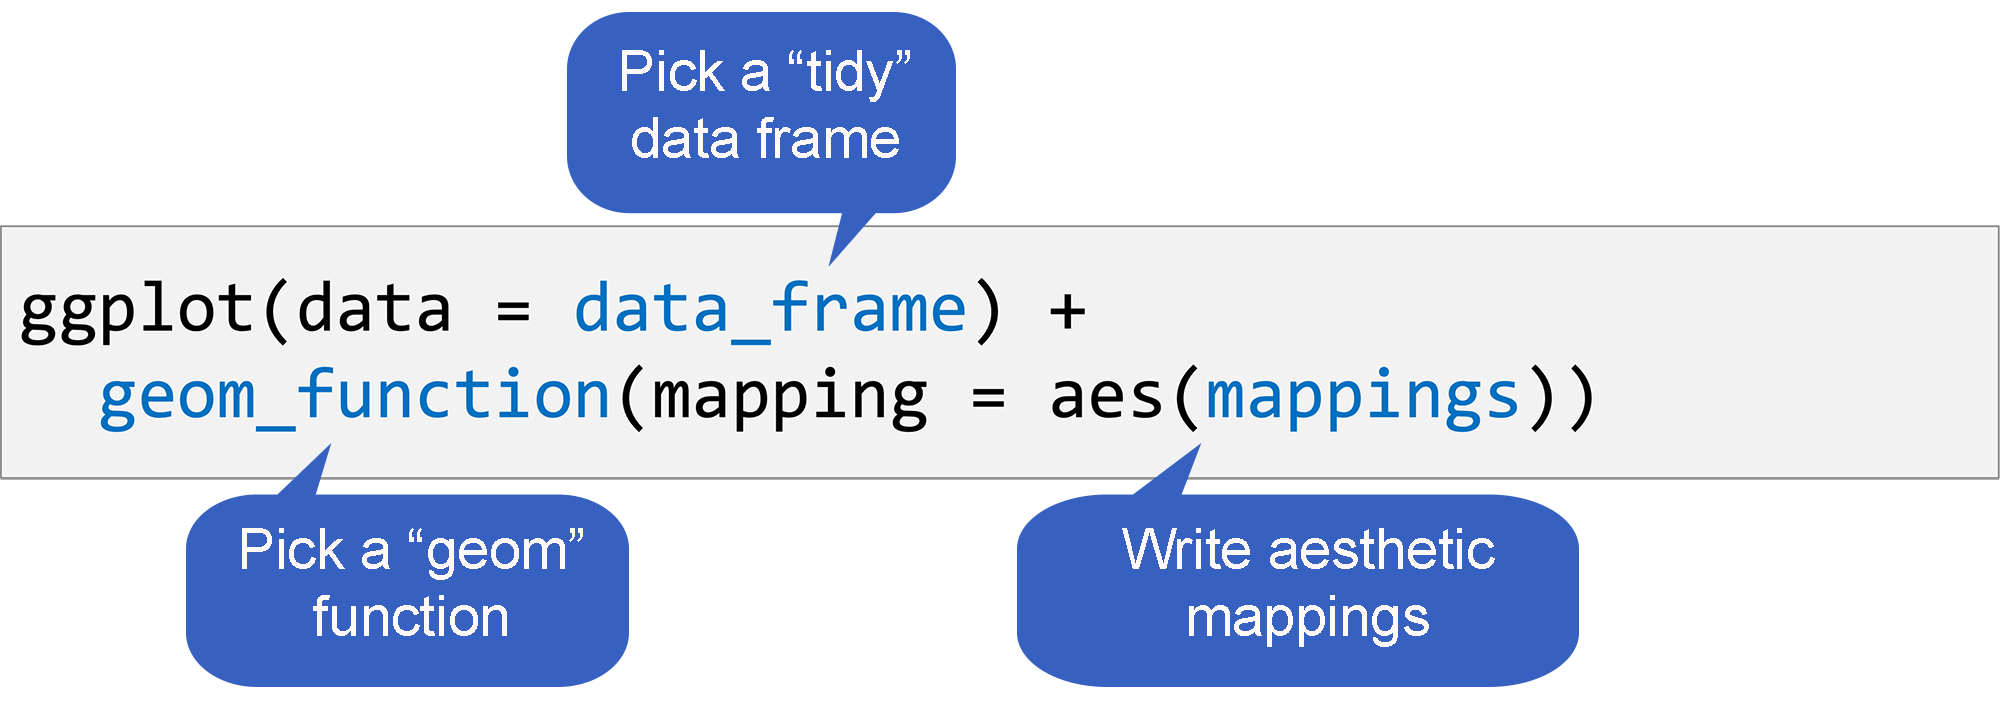 Pick a “tidy”
data frame
ggplot(data = data_frame) +
  geom_function(mapping = aes(mappings))
Pick a “geom”
function
Write aesthetic
mappings